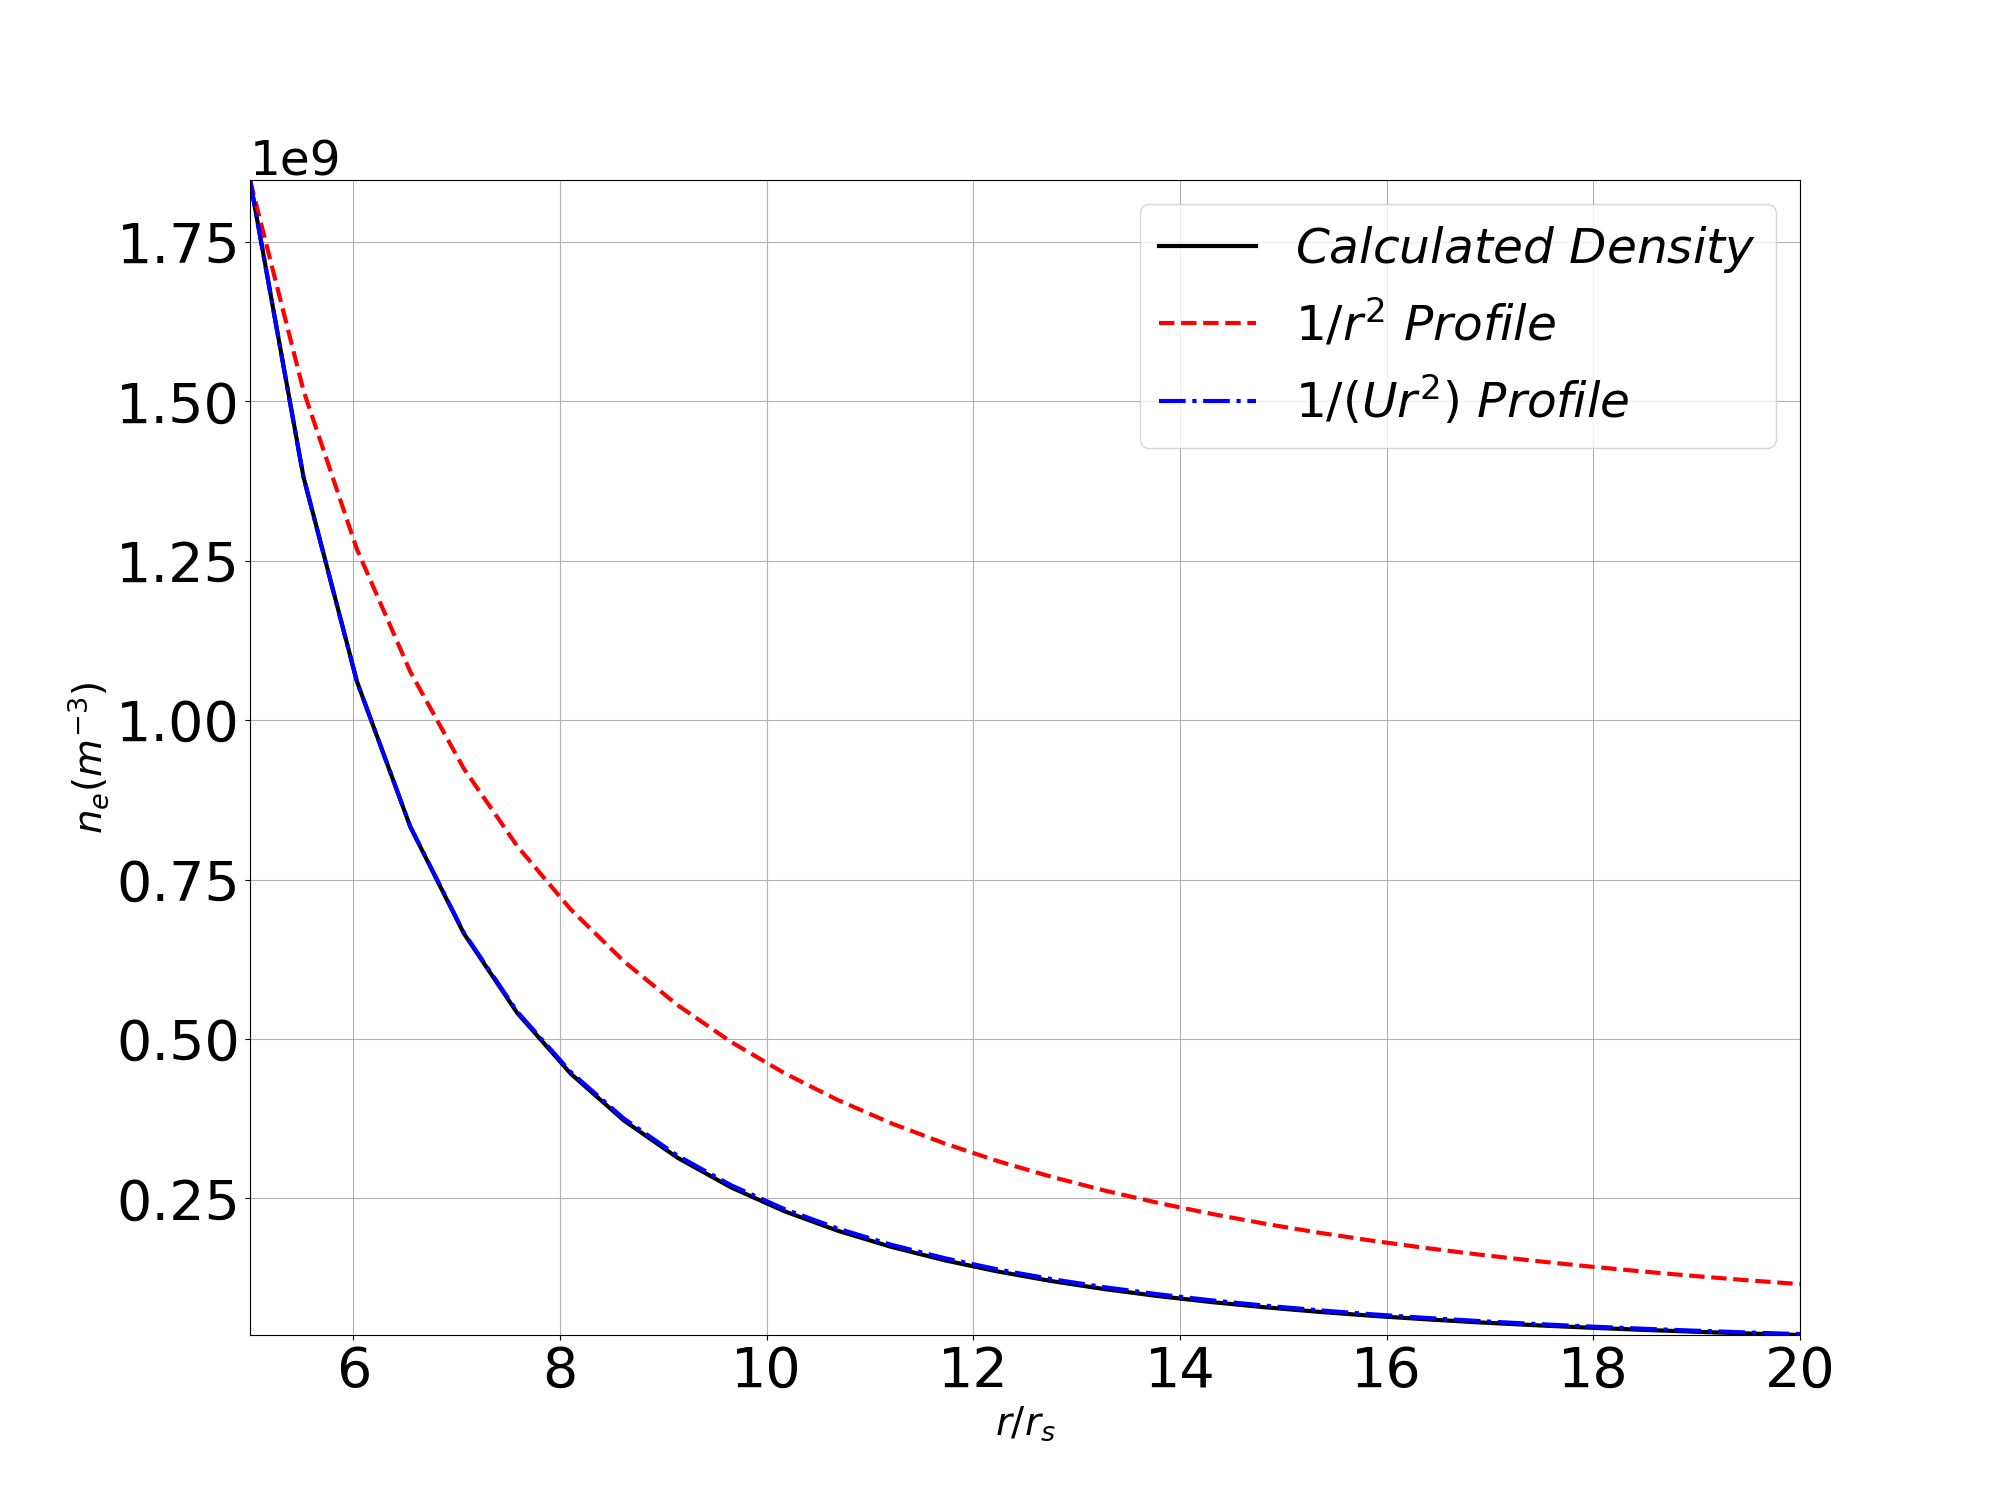 1e9
1.75
1.50
1.25
1.00
0.75
0.50
0.25
n_e(m^{-3})
Calculated Density
1/r^2 Profile
1/(Ur^2) Profile
6 8 10 12 14 16 18 20
r/r_s